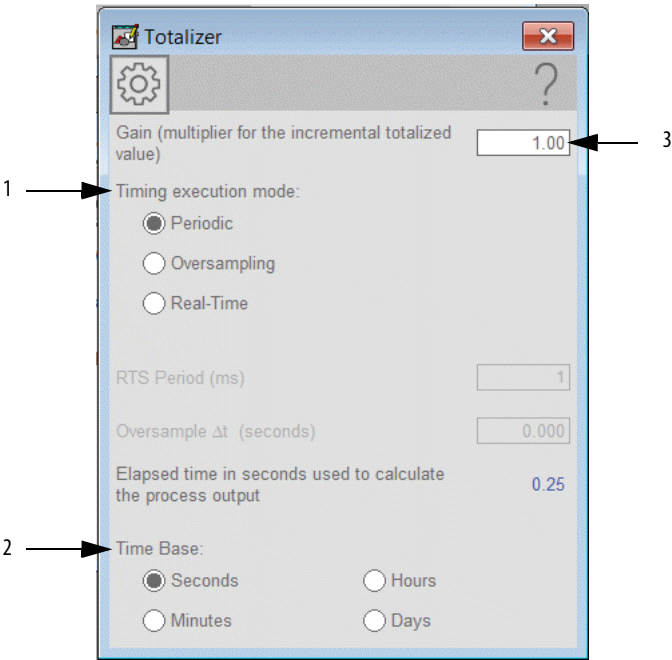 Totalizer
?
Gain (multiplier for the incremental totalized
value)
1.00
3
1
Timing execution mode:
Periodic
Oversampling
Real-Time
RTS Period (ms)
1
Oversample Δt (seconds)
0.000
Elapsed time in seconds used to calculate
the process output
0.25
2
Time Base:
Seconds
Hours
Minutes
Days